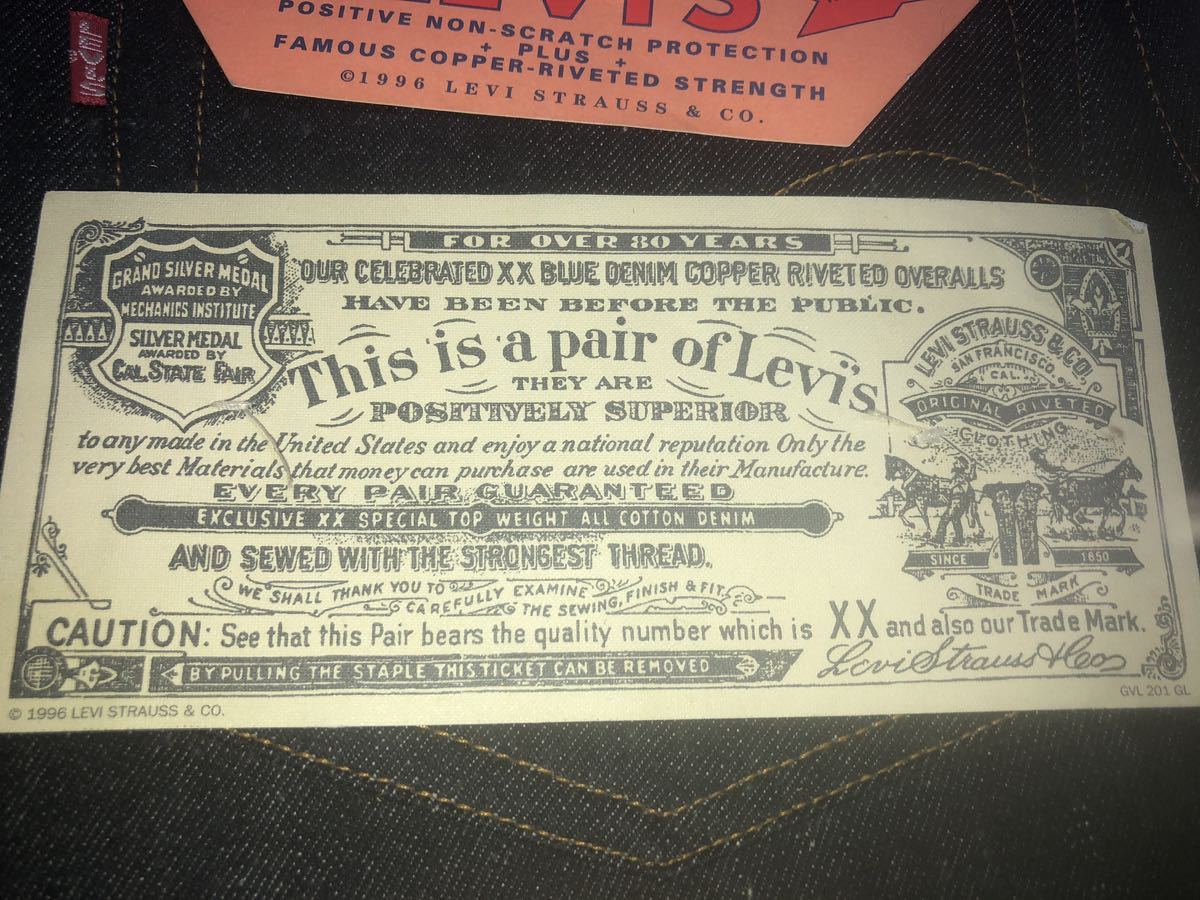 LEVI'S
POSITIVE NON-SCRATCH PROTECTION
+ PLUS +
FAMOUS COPPER-RIVETED STRENGTH
©1996 LEVI STRAUSS & CO.
GRAND SILVER MEDAL
AWARDED BY
MECHANICS INSTITUTE
SILVER MEDAL
AWARDED BY
CAL. STATE FAIR
FOR OVER 80 YEARS
OUR CELEBRATED XX BLUE DENIM COPPER RIVETED OVERALLS
HAVE BEEN BEFORE THE PUBLIC.
This is a pair of Levi's
THEY ARE
POSITIVELY SUPERIOR
to any made in the United States and enjoy a national reputation Only the
very best Materials that money can purchase are used in their Manufacture.
EVERY PAIR GUARANTEED
EXCLUSIVE XX SPECIAL TOP WEIGHT ALL COTTON DENIM
AND SEWED WITH THE STRONGEST THREAD.
WE SHALL THANK YOU TO CAREFULLY EXAMINE
THE SEWING, FINISH & FIT
LEVI STRAUSS & CO.
SAN FRANCISCO,
CAL.
ORIGINAL RIVETED
CLOTHING
SINCE 1850
TRADE MARK
CAUTION: See that this Pair bears the quality number which is XX and also our Trade Mark.
BY PULLING THE STAPLE THIS TICKET CAN BE REMOVED
Levi Strauss & Co
© 1996 LEVI STRAUSS & CO.
GVL 201 GL